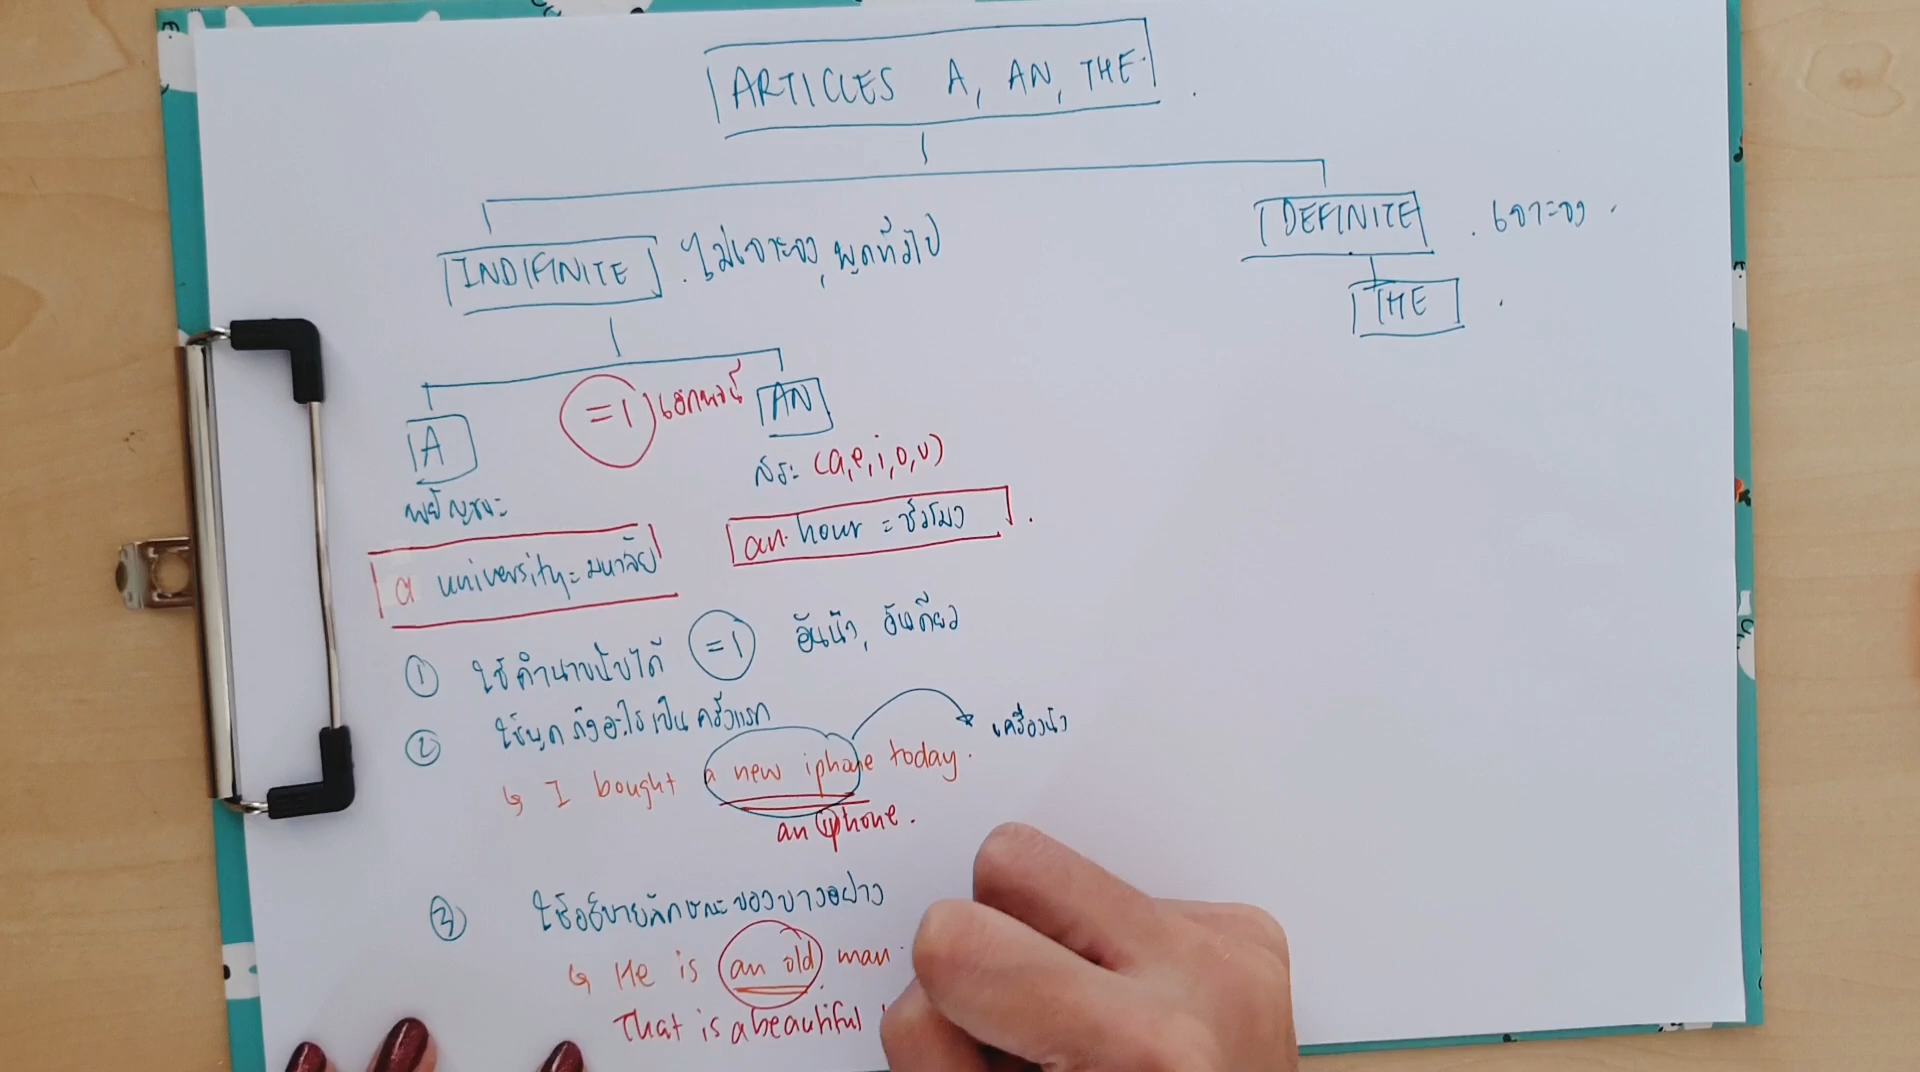 ARTICLES A, AN, THE.
INDIFINITE . ไม่เจาะจง, พูดทั่วไป
DEFINITE . เจาะจง .
THE .
A
=1 เอกพจน์
AN
พยัญชนะ
สระ (a, e, i, o, u)
a university = มหาลัย
an hour = ชั่วโมง .
① ใช้คำนามนับได้ =1 อันนึง, อันเดียว
② ใช้พูดถึงอะไรเป็นครั้งแรก
↳ I bought a new iphone today. → เครื่องนึง
an iphone.
③ ใช้อธิบายลักษณะของบางอย่าง
↳ He is an old man.
That is a beautiful